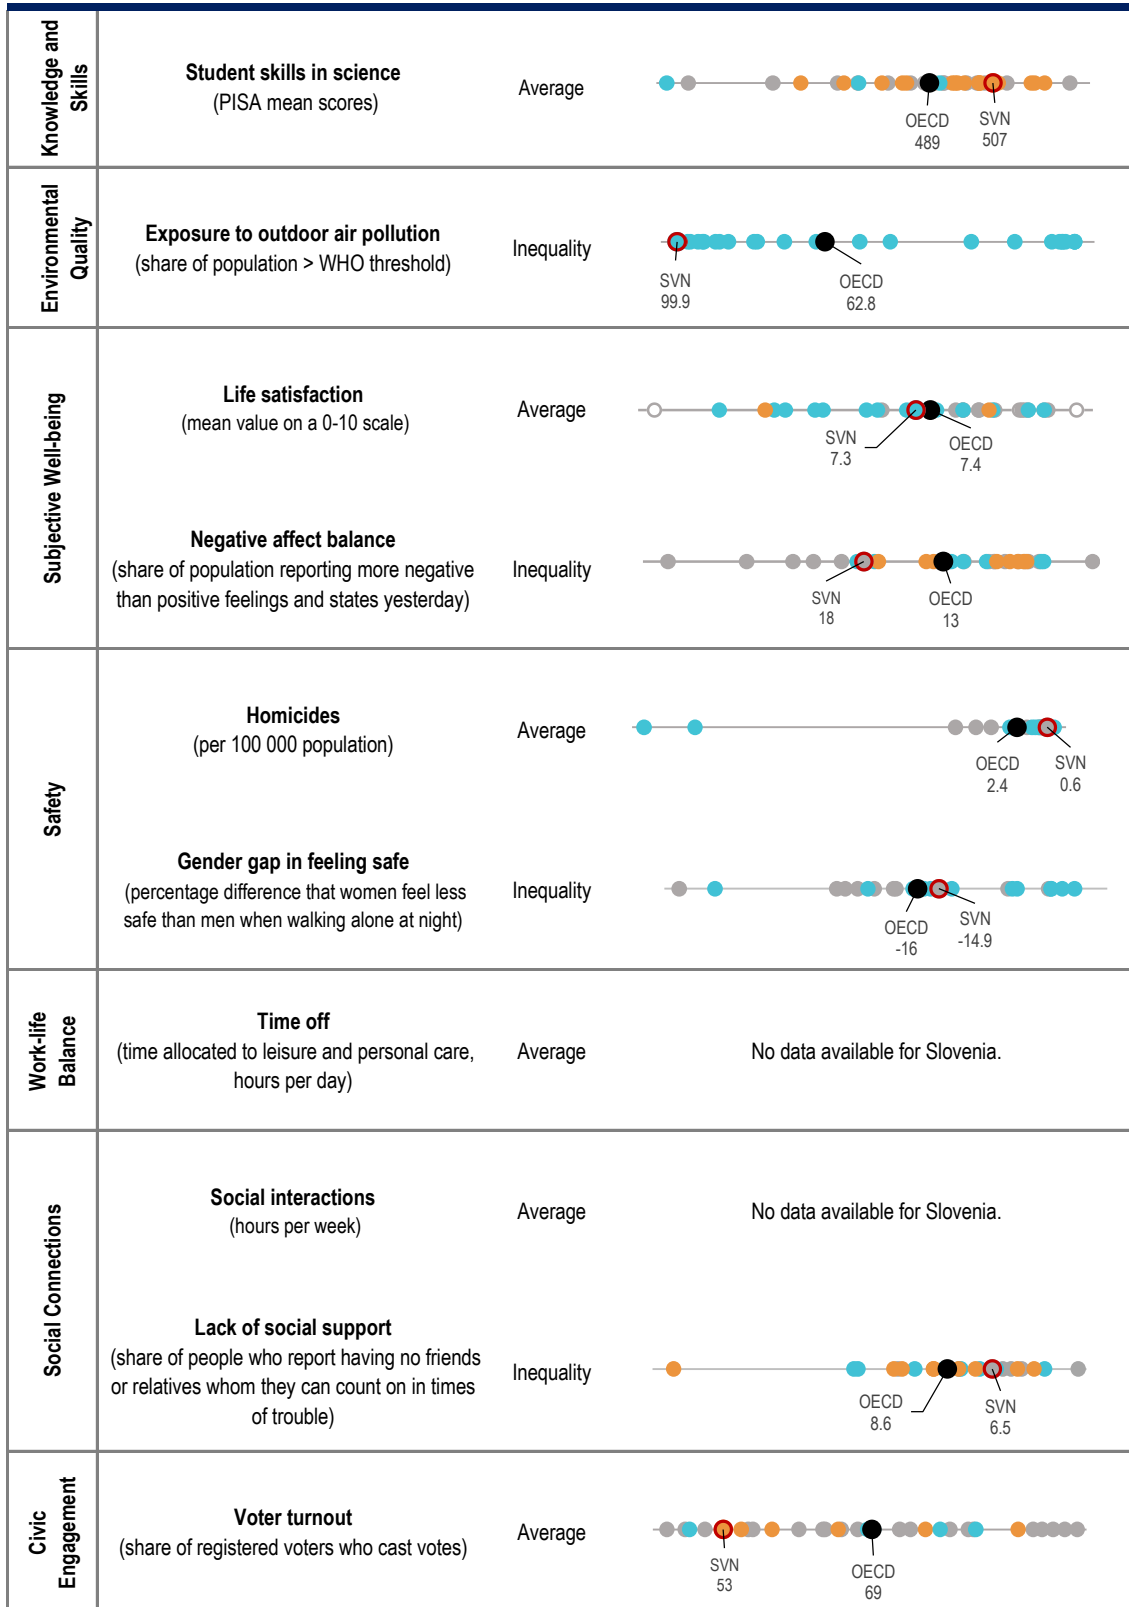 Knowledge and
Skills
Student skills in science
(PISA mean scores)
Average
OECD
489
SVN
507
Environmental
Quality
Exposure to outdoor air pollution
(share of population > WHO threshold)
Inequality
SVN
99.9
OECD
62.8
Subjective Well-being
Life satisfaction
(mean value on a 0-10 scale)
Average
SVN
7.3
OECD
7.4
Negative affect balance
(share of population reporting more negative
than positive feelings and states yesterday)
Inequality
SVN
18
OECD
13
Safety
Homicides
(per 100 000 population)
Average
OECD
2.4
SVN
0.6
Gender gap in feeling safe
(percentage difference that women feel less
safe than men when walking alone at night)
Inequality
OECD
-16
SVN
-14.9
Work-life
Balance
Time off
(time allocated to leisure and personal care,
hours per day)
Average
No data available for Slovenia.
Social Connections
Social interactions
(hours per week)
Average
No data available for Slovenia.
Lack of social support
(share of people who report having no friends
or relatives whom they can count on in times
of trouble)
Inequality
OECD
8.6
SVN
6.5
Civic
Engagement
Voter turnout
(share of registered voters who cast votes)
Average
SVN
53
OECD
69